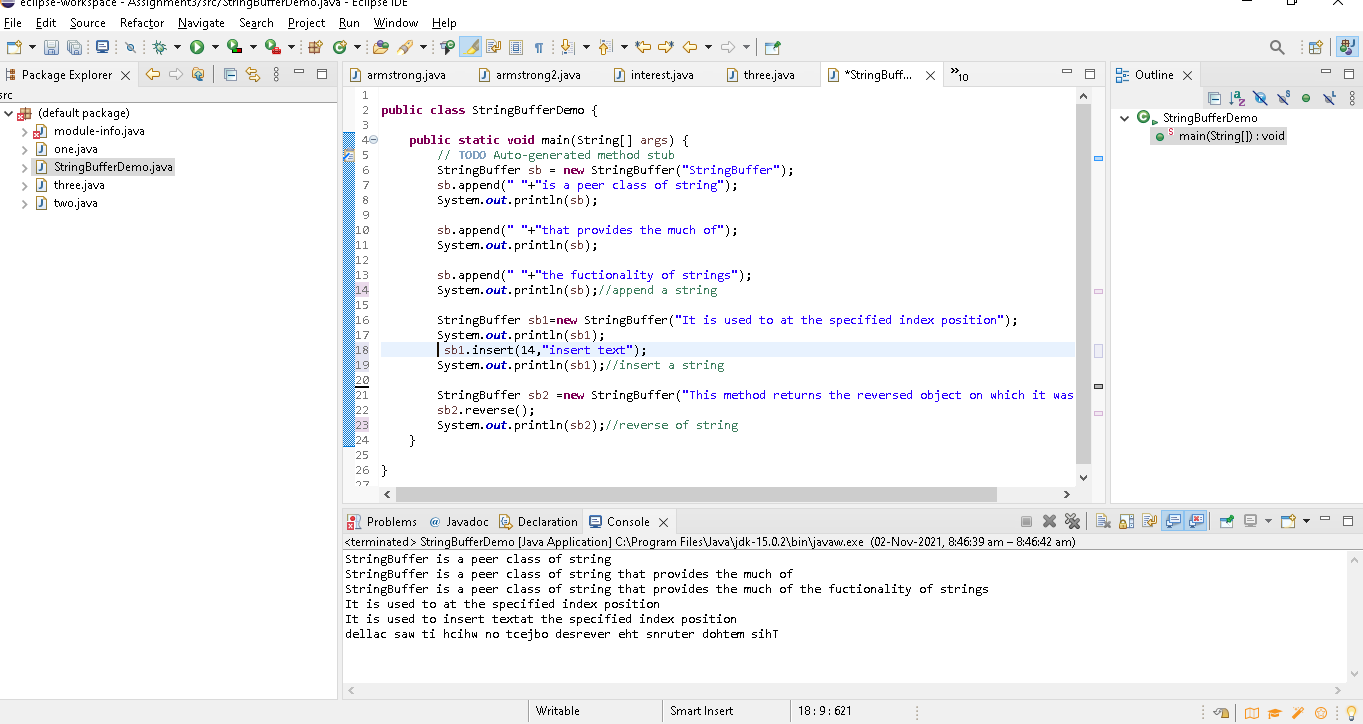 eclipse-workspace - Assignment3/src/StringBufferDemo.java - Eclipse IDE
File Edit Source Refactor Navigate Search Project Run Window Help
Package Explorer
armstrong.java armstrong2.java interest.java three.java *StringBuff... »10
Outline
src
(default package)
module-info.java
one.java
StringBufferDemo.java
three.java
two.java
1
2 public class StringBufferDemo {
3
4 public static void main(String[] args) {
5 // TODO Auto-generated method stub
6 StringBuffer sb = new StringBuffer("StringBuffer");
7 sb.append(" "+"is a peer class of string");
8 System.out.println(sb);
9
10 sb.append(" "+"that provides the much of");
11 System.out.println(sb);
12
13 sb.append(" "+"the fuctionality of strings");
14 System.out.println(sb);//append a string
15
16 StringBuffer sb1=new StringBuffer("It is used to at the specified index position");
17 System.out.println(sb1);
18 sb1.insert(14,"insert text");
19 System.out.println(sb1);//insert a string
20
21 StringBuffer sb2 =new StringBuffer("This method returns the reversed object on which it was
22 sb2.reverse();
23 System.out.println(sb2);//reverse of string
24 }
25
26 }
27
StringBufferDemo
main(String[]) : void
Problems @ Javadoc Declaration Console
<terminated> StringBufferDemo [Java Application] C:\Program Files\Java\jdk-15.0.2\bin\javaw.exe (02-Nov-2021, 8:46:39 am – 8:46:42 am)
StringBuffer is a peer class of string
StringBuffer is a peer class of string that provides the much of
StringBuffer is a peer class of string that provides the much of the fuctionality of strings
It is used to at the specified index position
It is used to insert textat the specified index position
dellac saw ti hcihw no tcejbo desrever eht snruter dohtem sihT
Writable Smart Insert 18 : 9 : 621